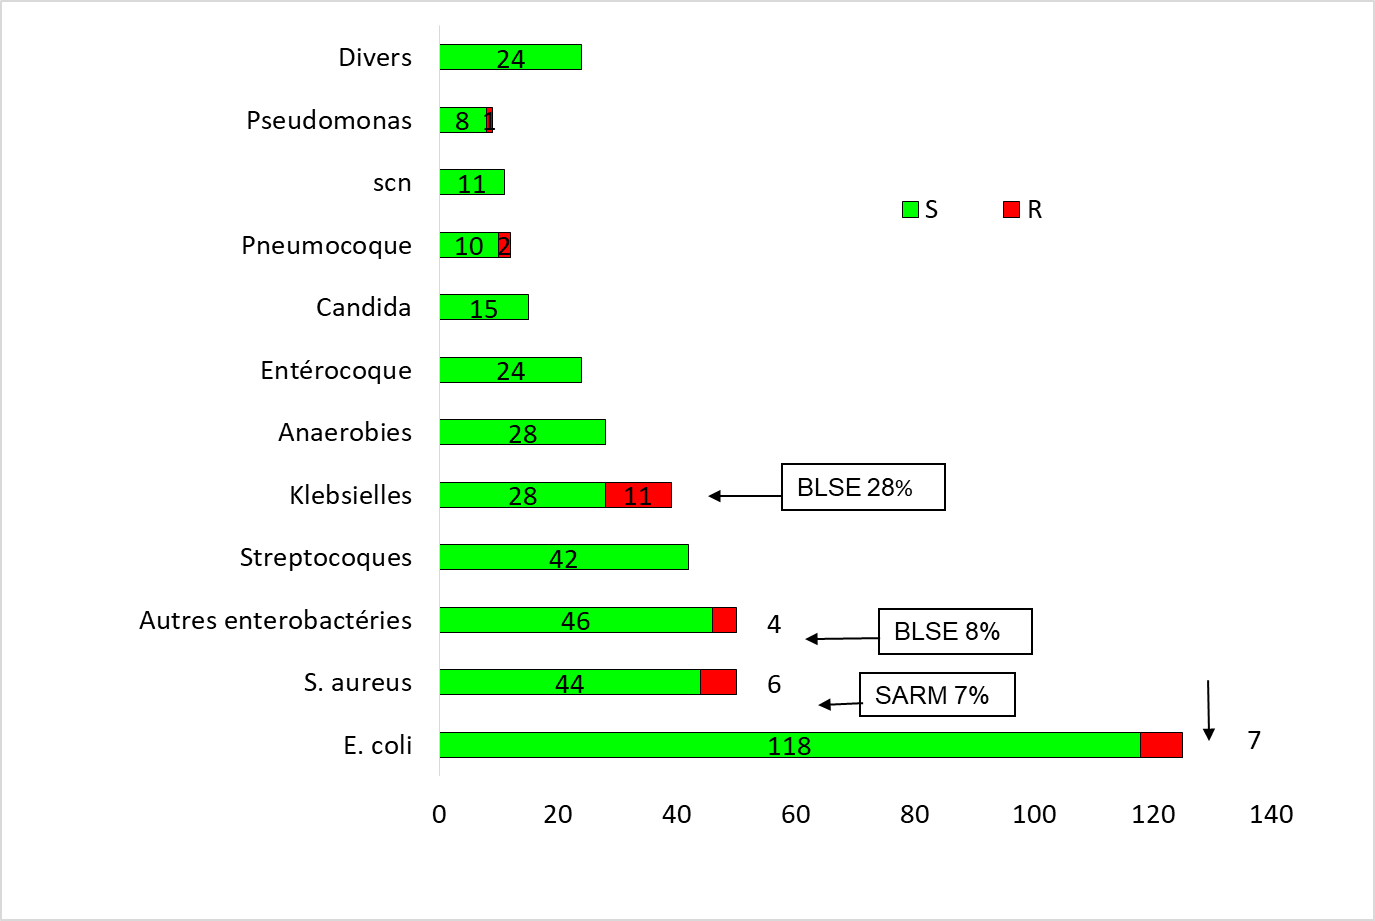 Divers 24
Pseudomonas 8 1
scn 11
S R
Pneumocoque 10 2
Candida 15
Entérocoque 24
Anaerobies 28
Klebsielles 28 11 BLSE 28%
Streptocoques 42
Autres enterobactéries 46 4 BLSE 8%
S. aureus 44 6 SARM 7%
E. coli 118 7
0 20 40 60 80 100 120 140